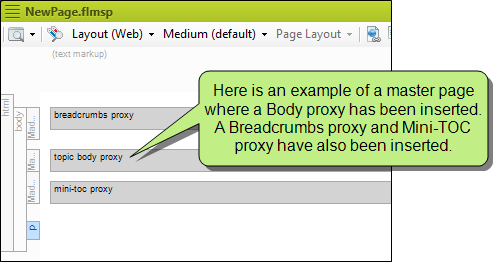 NewPage.flmsp
Layout (Web) Medium (default) Page Layout
(text markup)
html
body
Mad...
breadcrumbs proxy
Ma...
topic body proxy
Mad...
mini-toc proxy
p
Here is an example of a master page
where a Body proxy has been inserted.
A Breadcrumbs proxy and Mini-TOC
proxy have also been inserted.